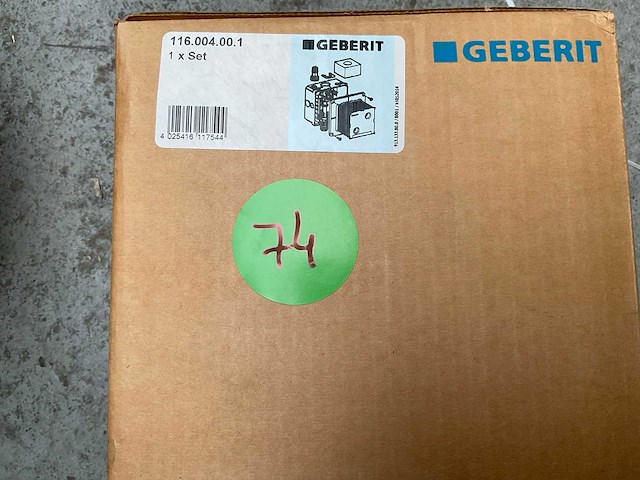 116.004.00.1
1 x Set
GEBERIT
GEBERIT
4 025416 117544
74